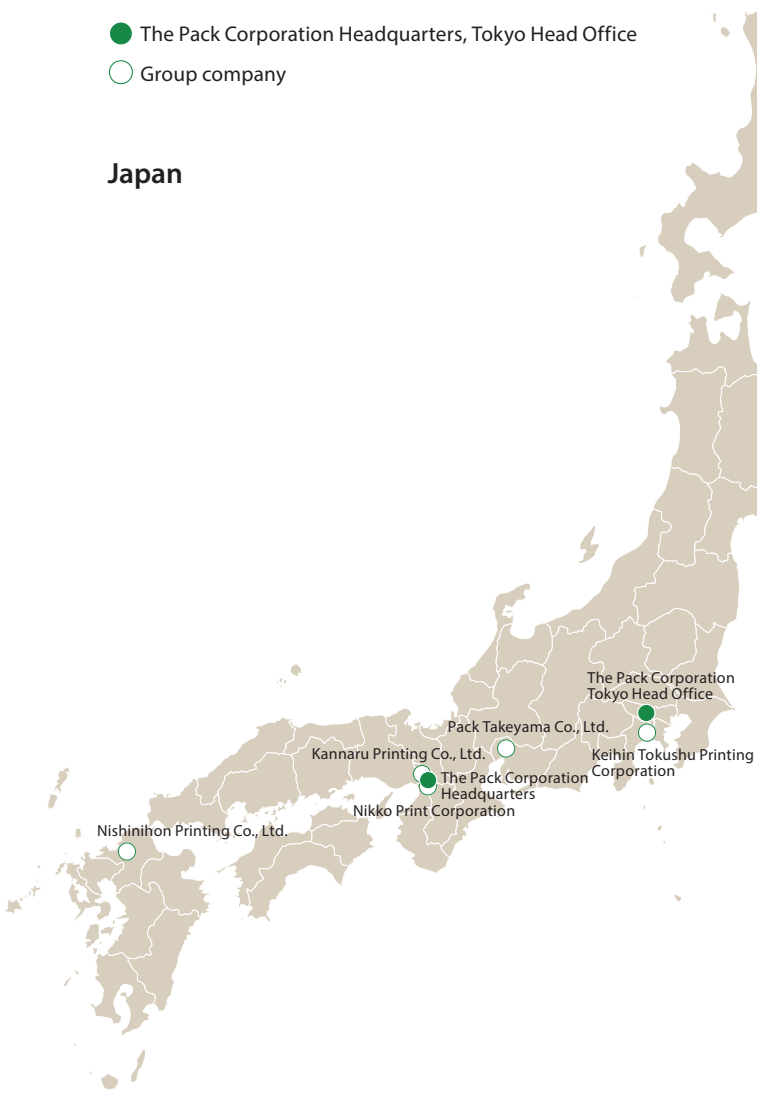 The Pack Corporation Headquarters, Tokyo Head Office
Group company
Japan
The Pack Corporation
Tokyo Head Office
Pack Takeyama Co., Ltd.
Kannaru Printing Co., Ltd.
Keihin Tokushu Printing
Corporation
The Pack Corporation
Headquarters
Nikko Print Corporation
Nishinihon Printing Co., Ltd.